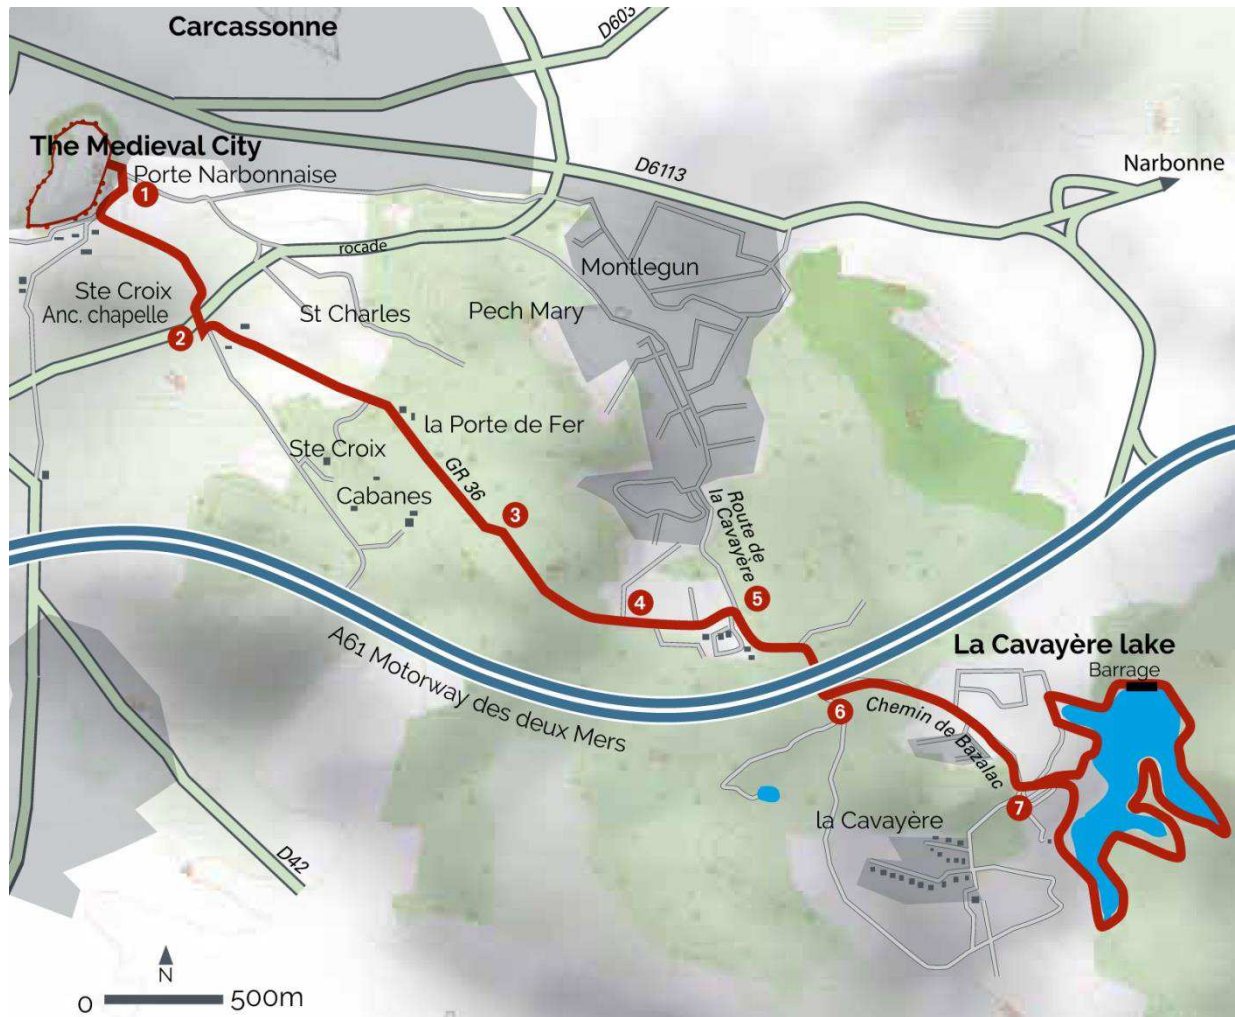 Carcassonne
D603
The Medieval City
Porte Narbonnaise
1
D6113
Narbonne
rocade
Montlegun
Ste Croix
Anc. chapelle
St Charles
Pech Mary
2
la Porte de Fer
Ste Croix
GR 36
Cabanes
3
Route de
la Cavayère
4
5
A61 Motorway des deux Mers
La Cavayère lake
Barrage
6
Chemin de Bazalac
7
la Cavayère
D42
N
0 500m